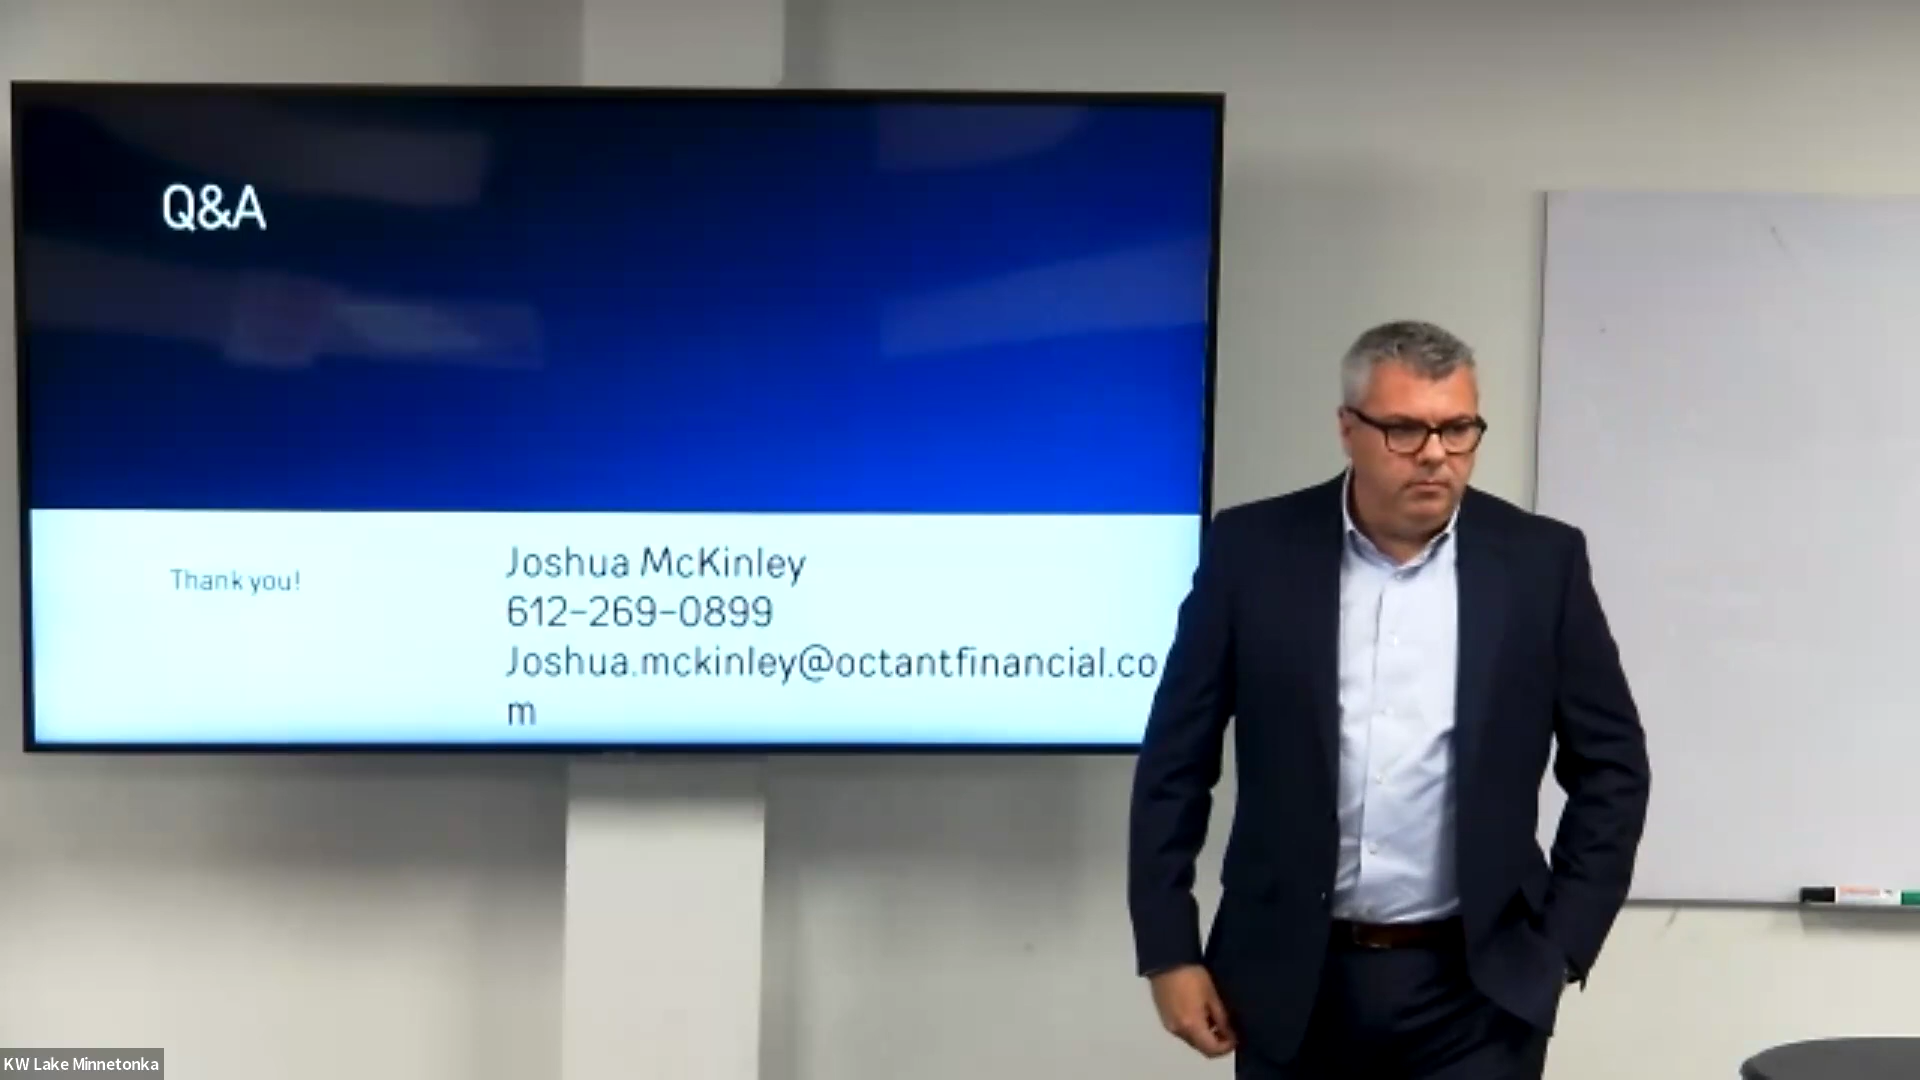 Q&A
Thank you!
Joshua McKinley
612-269-0899
Joshua.mckinley@octantfinancial.co
m
KW Lake Minnetonka